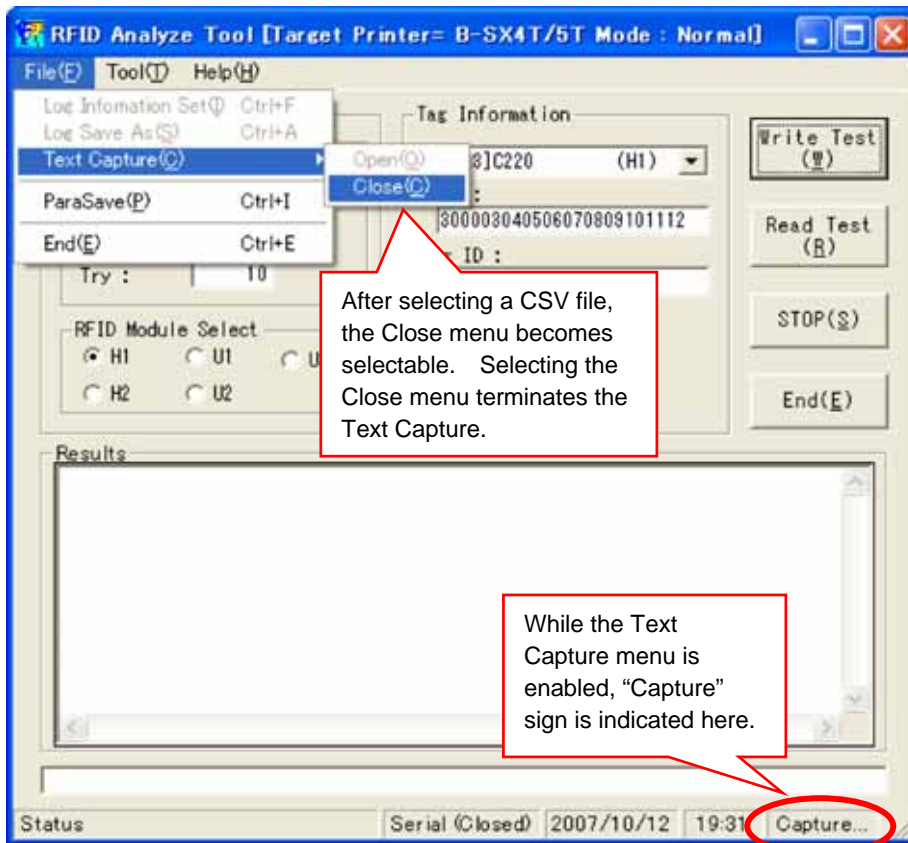 RFID Analyze Tool [Target Printer= B-SX4T/5T Mode : Normal]
File(F) Tool(T) Help(H)
Log Infomation Set(I) Ctrl+F
Log Save As(S) Ctrl+A
Text Capture(C)
ParaSave(P) Ctrl+I
End(E) Ctrl+E
Open(O)
Close(C)
Tag Information
]C220 (H1)
:
300003040506070809101112
ID :
Write Test
(W)
Read Test
(R)
STOP(S)
End(E)
Try : 10
RFID Module Select
H1 U1 U
H2 U2
After selecting a CSV file,
the Close menu becomes
selectable. Selecting the
Close menu terminates the
Text Capture.
Results
While the Text
Capture menu is
enabled, “Capture”
sign is indicated here.
Status Serial (Closed) 2007/10/12 19:31 Capture...